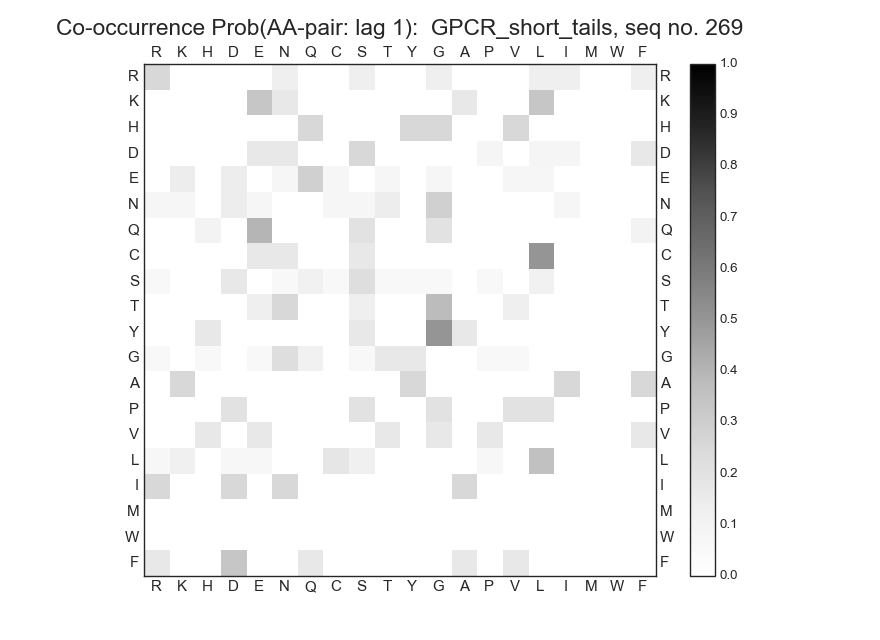 Co-occurrence Prob(AA-pair: lag 1):  GPCR_short_tails, seq no. 269
R K H D E N Q C S T Y G A P V L I M W F
R R 1.0
K K 0.9
H H
D D 0.8
E E
N N 0.7
Q Q 0.6
C C
S S 0.5
T T
Y Y
G G 0.4
A A
P P 0.3
V V
L L 0.2
I I
M M 0.1
W W
F F 0.0
R K H D E N Q C S T Y G A P V L I M W F